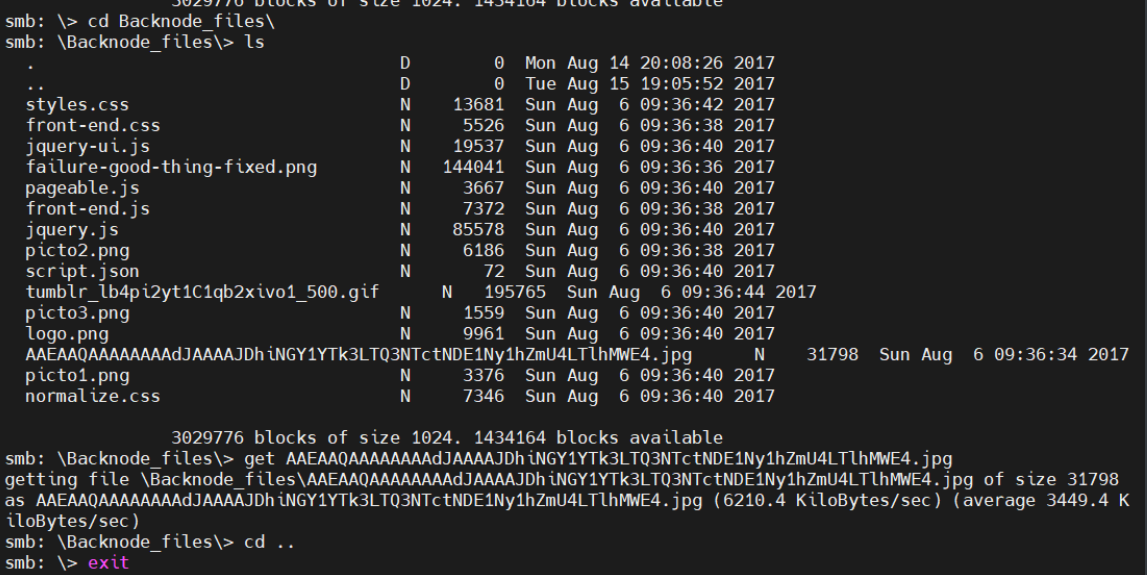 3029776 blocks of size 1024. 1434164 blocks available
smb: \> cd Backnode_files\
smb: \Backnode_files\> ls
. D 0 Mon Aug 14 20:08:26 2017
.. D 0 Tue Aug 15 19:05:52 2017
styles.css N 13681 Sun Aug 6 09:36:42 2017
front-end.css N 5526 Sun Aug 6 09:36:38 2017
jquery-ui.js N 19537 Sun Aug 6 09:36:40 2017
failure-good-thing-fixed.png N 144041 Sun Aug 6 09:36:36 2017
pageable.js N 3667 Sun Aug 6 09:36:40 2017
front-end.js N 7372 Sun Aug 6 09:36:38 2017
jquery.js N 85578 Sun Aug 6 09:36:40 2017
picto2.png N 6186 Sun Aug 6 09:36:38 2017
script.json N 72 Sun Aug 6 09:36:40 2017
tumblr_lb4pi2yt1C1qb2xivo1_500.gif N 195765 Sun Aug 6 09:36:44 2017
picto3.png N 1559 Sun Aug 6 09:36:40 2017
logo.png N 9961 Sun Aug 6 09:36:40 2017
AAEAAQAAAAAAAAdJAAAAJDhiNGY1YTk3LTQ3NTctNDE1Ny1hZmU4LTlhMWE4.jpg N 31798 Sun Aug 6 09:36:34 2017
picto1.png N 3376 Sun Aug 6 09:36:40 2017
normalize.css N 7346 Sun Aug 6 09:36:40 2017
3029776 blocks of size 1024. 1434164 blocks available
smb: \Backnode_files\> get AAEAAQAAAAAAAAdJAAAAJDhiNGY1YTk3LTQ3NTctNDE1Ny1hZmU4LTlhMWE4.jpg
getting file \Backnode_files\AAEAAQAAAAAAAAdJAAAAJDhiNGY1YTk3LTQ3NTctNDE1Ny1hZmU4LTlhMWE4.jpg of size 31798
as AAEAAQAAAAAAAAdJAAAAJDhiNGY1YTk3LTQ3NTctNDE1Ny1hZmU4LTlhMWE4.jpg (6210.4 KiloBytes/sec) (average 3449.4 K
iloBytes/sec)
smb: \Backnode_files\> cd ..
smb: \> exit